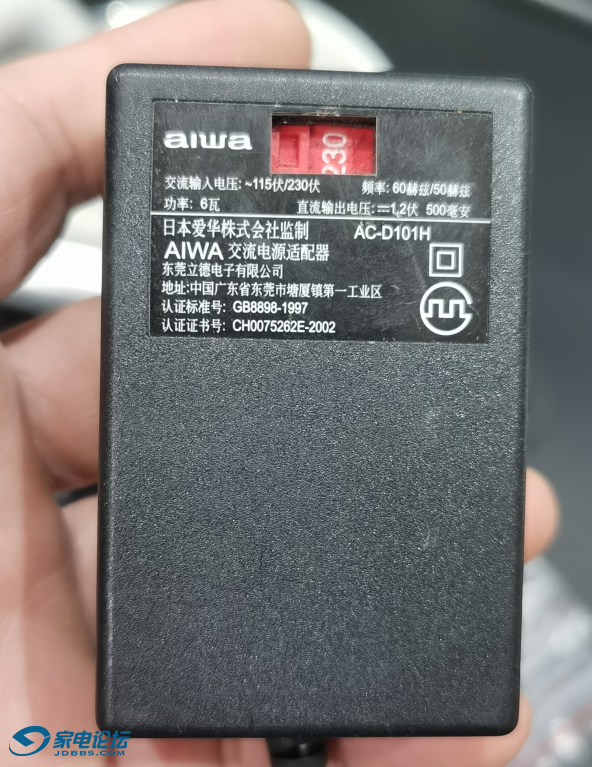 aiwa
230
交流输入电压: ~115伏/230伏 频率: 60赫兹/50赫兹
功率: 6瓦 直流输出电压: ⎓1,2伏 500毫安
日本爱华株式会社监制 AC-D101H
AIWA 交流电源适配器
东莞立德电子有限公司
地址:中国广东省东莞市塘厦镇第一工业区
认证标准号: GB8898-1997
认证证书号: CH0075262E-2002
家电论坛
JDBBS.COM